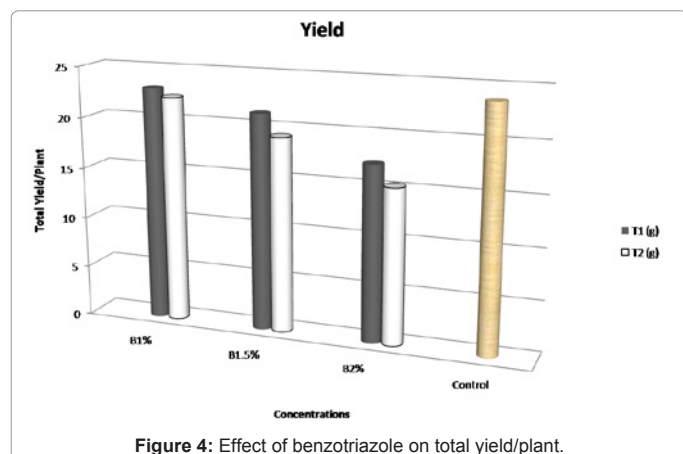 Yield
25
20
15
10
5
0
Total Yield/Plant
B1%
B1.5%
B2%
Control
Concentrations
T1 (g)
T2 (g)
Figure 4: Effect of benzotriazole on total yield/plant.